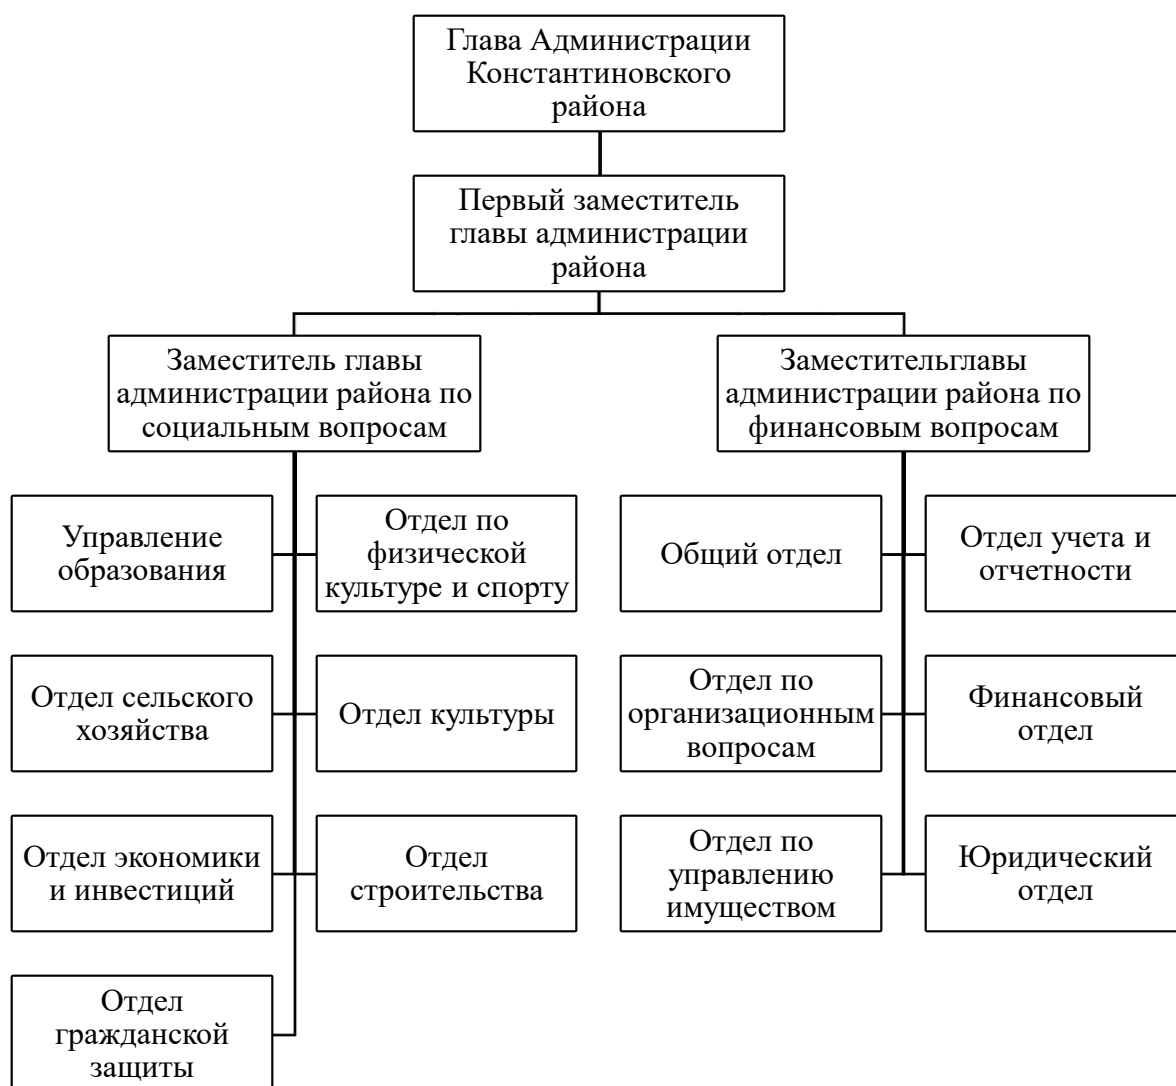 Глава Администрации
Константиновского
района
Первый заместитель
главы администрации
района
Заместитель главы
администрации района по
социальным вопросам
Заместительглавы
администрации района по
финансовым вопросам
Управление
образования
Отдел по
физической
культуре и спорту
Общий отдел
Отдел учета и
отчетности
Отдел сельского
хозяйства
Отдел культуры
Отдел по
организационным
вопросам
Финансовый
отдел
Отдел экономики
и инвестиций
Отдел
строительства
Отдел по
управлению
имуществом
Юридический
отдел
Отдел
гражданской
защиты